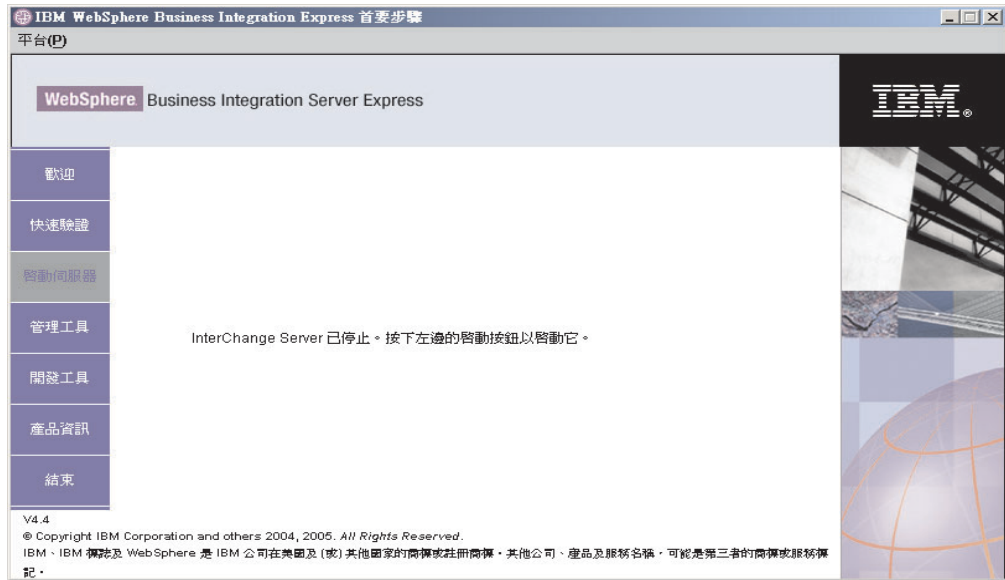 IBM WebSphere Business Integration Express 首要步驟
平台(P)
WebSphere. Business Integration Server Express
IBM®
歡迎
快速驗證
啟動伺服器
管理工具
開發工具
產品資訊
結束
InterChange Server 已停止。按下左邊的啟動按鈕以啟動它。
V4.4
© Copyright IBM Corporation and others 2004, 2005. All Rights Reserved.
IBM、IBM 標誌及 WebSphere 是 IBM 公司在美國及 (或) 其他國家的商標或註冊商標。其他公司、產品及服務名稱,可能是第三者的商標或服務標
記。